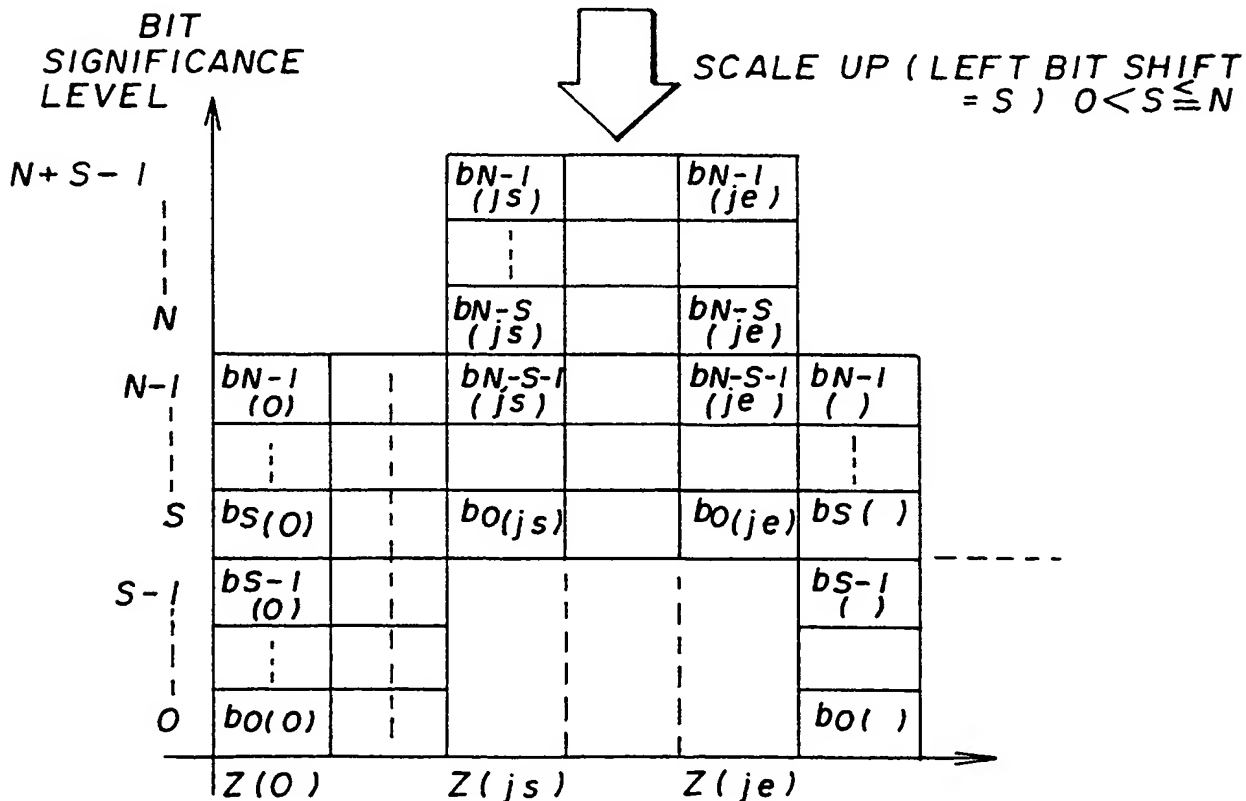 BIT
SIGNIFICANCE
LEVEL
SCALE UP (LEFT BIT SHIFT
= S) 0<S≦N
N+S-1
bN-1
(js)
bN-1
(je)
N
bN-S
(js)
bN-S
(je)
N-1
bN-1
(0)
bN-S-1
(js)
bN-S-1
(je)
bN-1
( )
S
bS(0)
b0(js)
b0(je)
bS( )
S-1
bS-1
(0)
bS-1
( )
0
b0(0)
b0( )
Z(0)
Z(js)
Z(je)